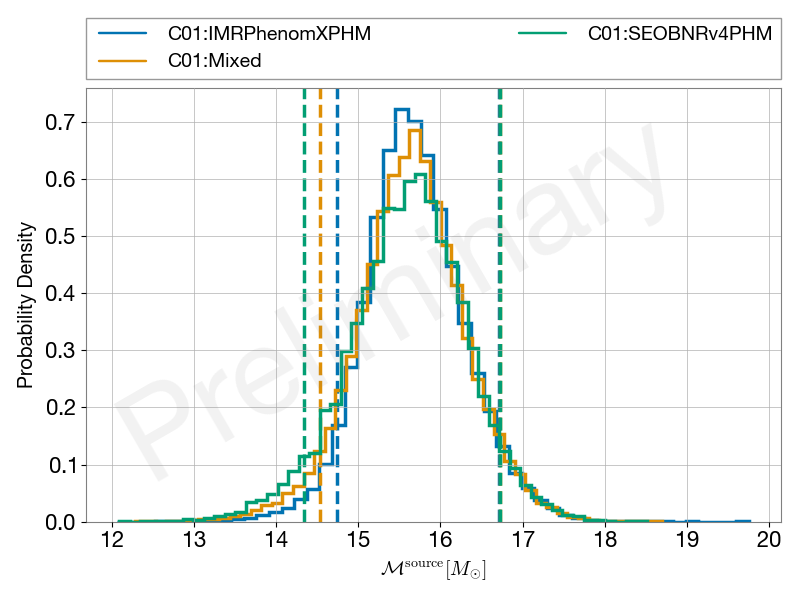 C01:IMRPhenomXPHM
C01:SEOBNRv4PHM
C01:Mixed
Preliminary
Probability Density
0.7
0.6
0.5
0.4
0.3
0.2
0.1
0.0
12 13 14 15 16 17 18 19 20
ℳ^source [M_⊙]